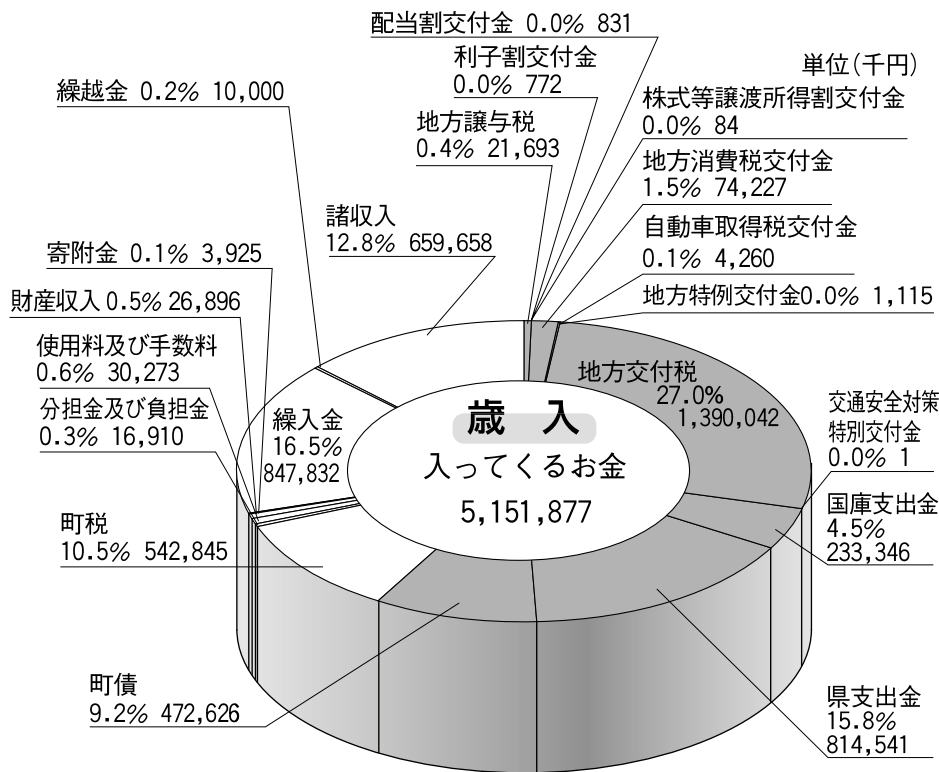 配当割交付金 0.0% 831
利子割交付金
0.0% 772
単位(千円)
繰越金 0.2% 10,000
株式等譲渡所得割交付金
0.0% 84
地方譲与税
0.4% 21,693
地方消費税交付金
1.5% 74,227
諸収入
12.8% 659,658
自動車取得税交付金
0.1% 4,260
寄附金 0.1% 3,925
地方特例交付金0.0% 1,115
財産収入 0.5% 26,896
使用料及び手数料
0.6% 30,273
分担金及び負担金
0.3% 16,910
地方交付税
27.0%
1,390,042
繰入金
16.5%
847,832
歳 入
入ってくるお金
5,151,877
交通安全対策
特別交付金
0.0% 1
国庫支出金
4.5%
233,346
町税
10.5% 542,845
町債
9.2% 472,626
県支出金
15.8%
814,541